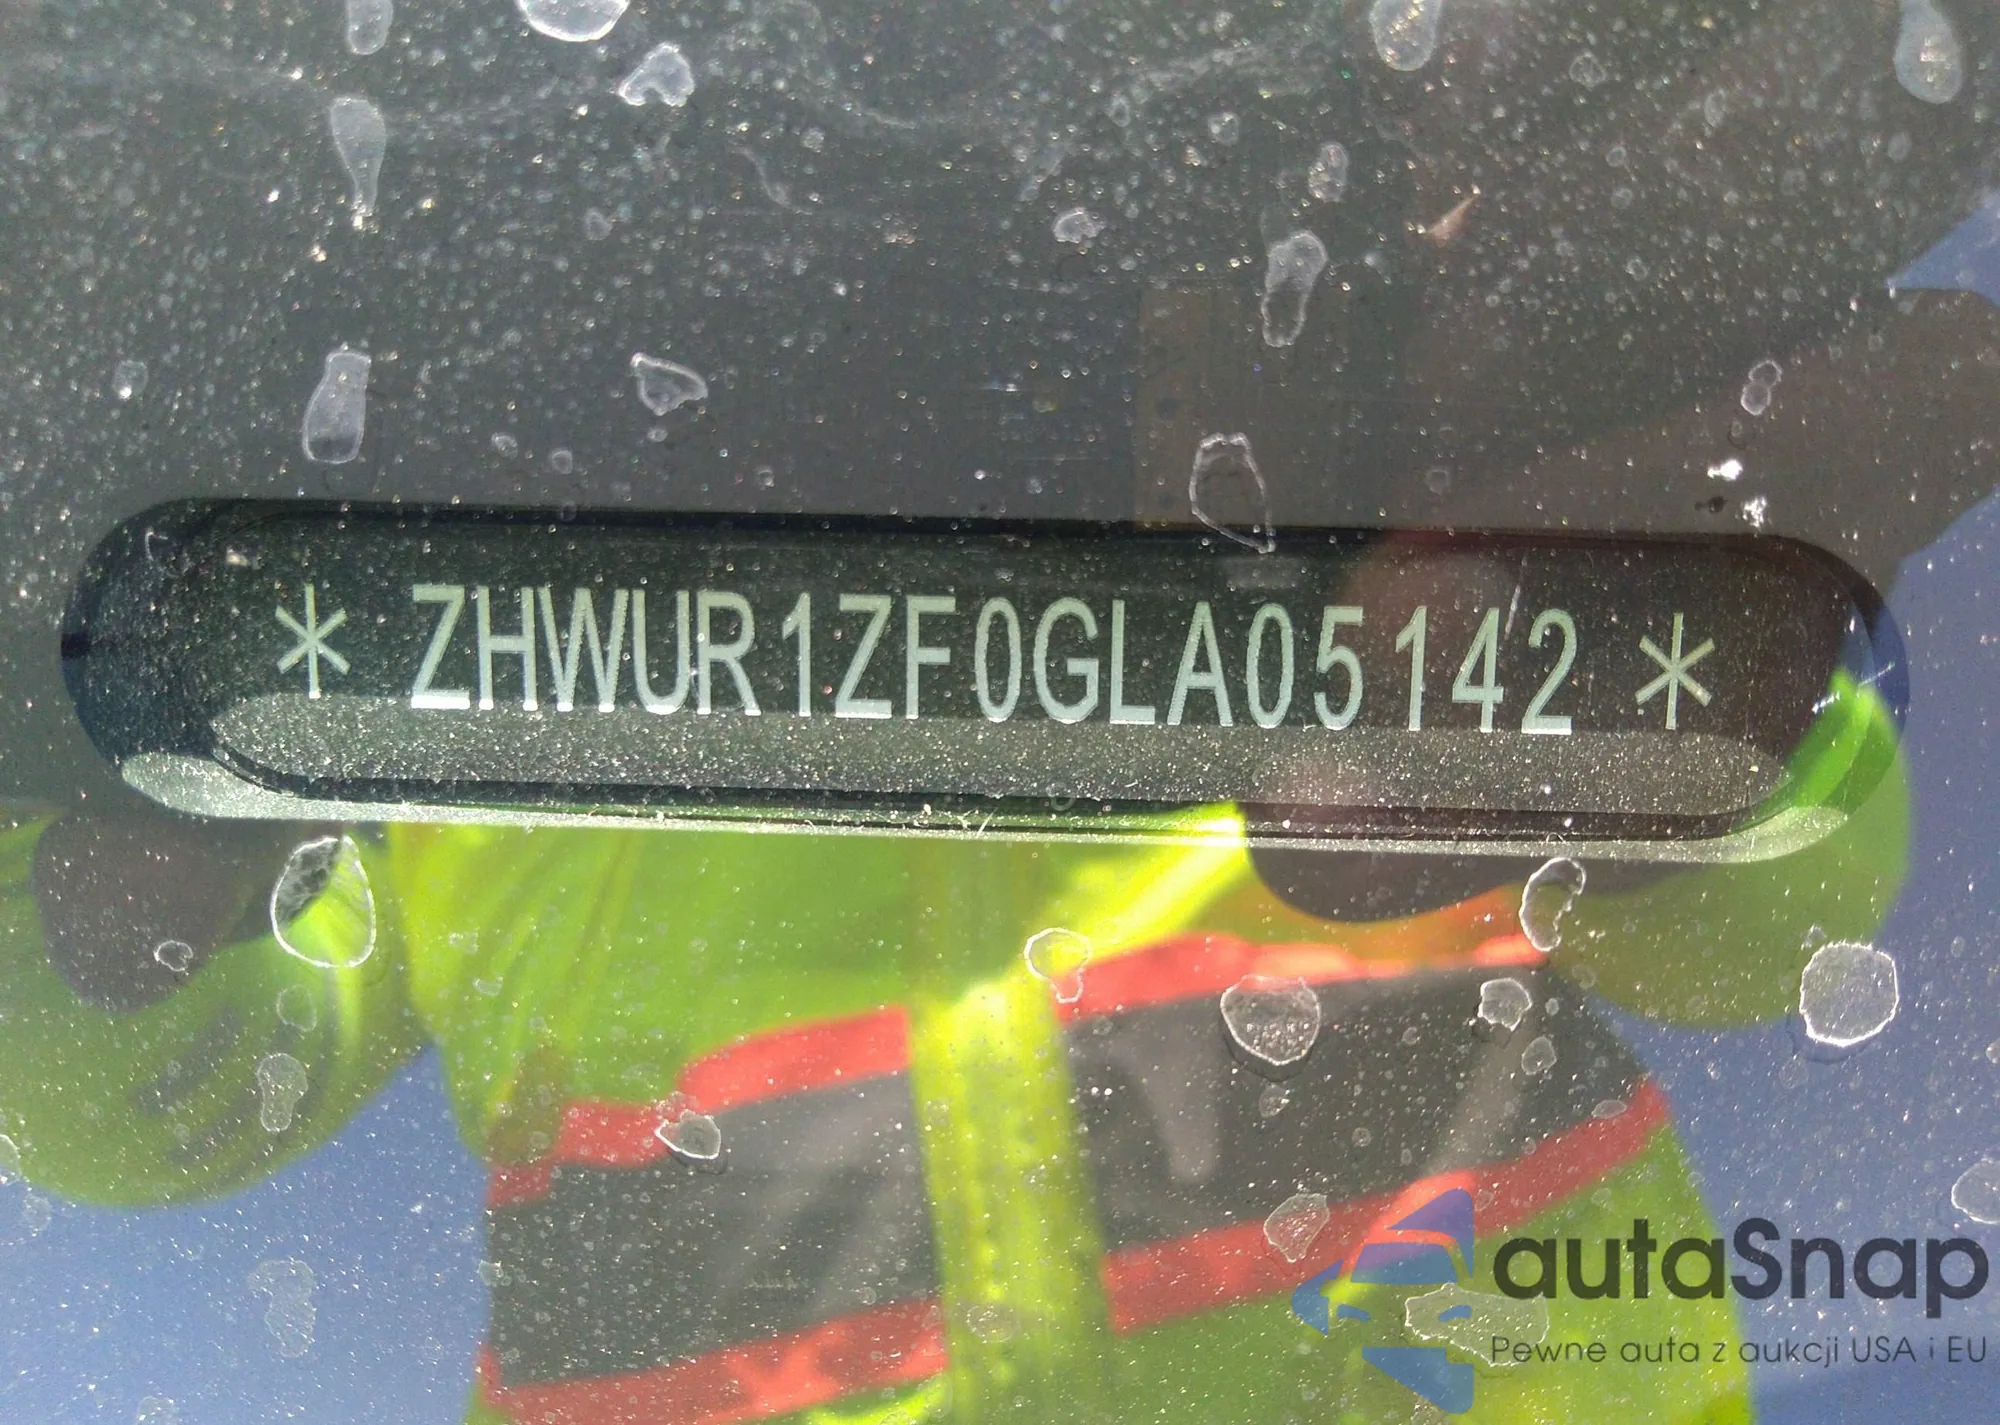 * ZHWUR1ZF0GLA05142 *
autaSnap
Pewne auta z aukcji USA i EU